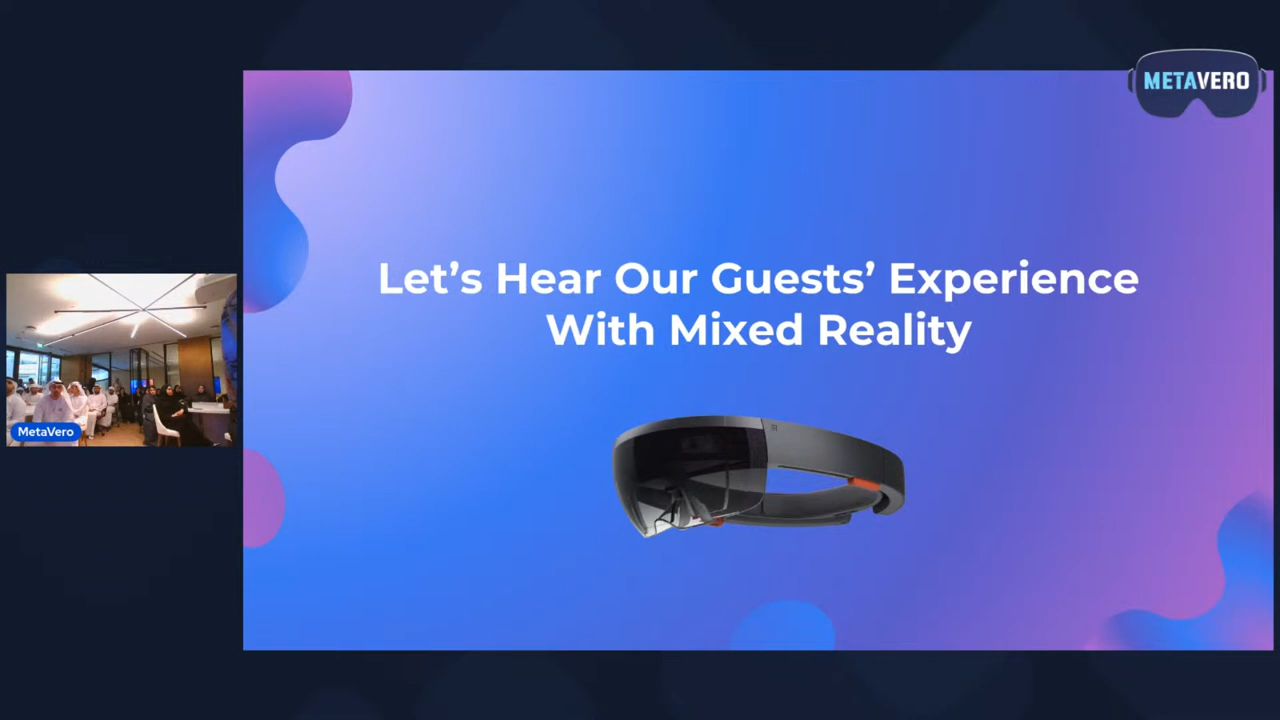 METAVERO
Let’s Hear Our Guests’ Experience
With Mixed Reality
MetaVero